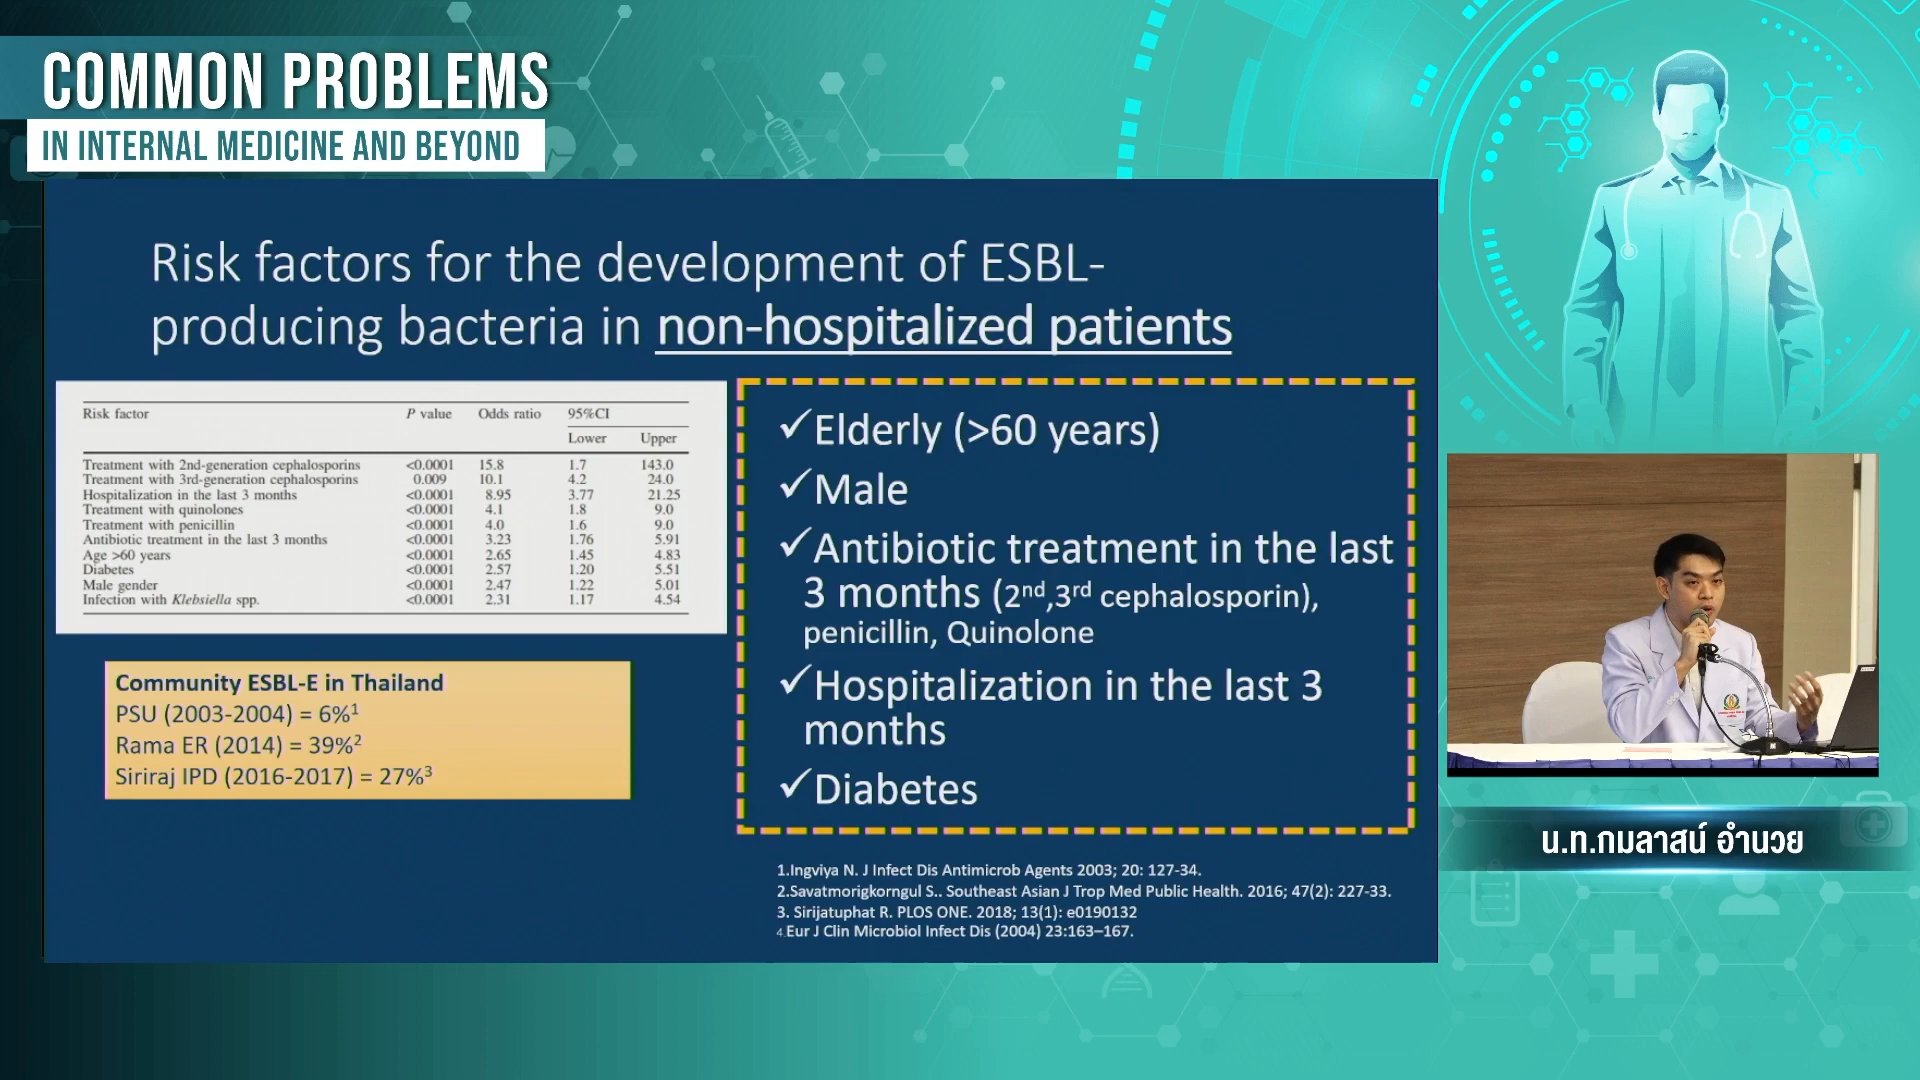 COMMON PROBLEMS
IN INTERNAL MEDICINE AND BEYOND
Risk factors for the development of ESBL-
producing bacteria in non-hospitalized patients
Risk factor P value Odds ratio 95%CI
Lower Upper
Treatment with 2nd-generation cephalosporins <0.0001 15.8 1.7 143.0
Treatment with 3rd-generation cephalosporins 0.009 10.1 4.2 24.0
Hospitalization in the last 3 months <0.0001 8.95 3.77 21.25
Treatment with quinolones <0.0001 4.1 1.8 9.0
Treatment with penicillin <0.0001 4.0 1.6 9.0
Antibiotic treatment in the last 3 months <0.0001 3.23 1.76 5.91
Age >60 years <0.0001 2.65 1.45 4.83
Diabetes <0.0001 2.57 1.20 5.51
Male gender <0.0001 2.47 1.22 5.01
Infection with Klebsiella spp. <0.0001 2.31 1.17 4.54
Community ESBL-E in Thailand
PSU (2003-2004) = 6%¹
Rama ER (2014) = 39%²
Siriraj IPD (2016-2017) = 27%³
✓Elderly (>60 years)
✓Male
✓Antibiotic treatment in the last
3 months (2nd,3rd cephalosporin),
penicillin, Quinolone
✓Hospitalization in the last 3
months
✓Diabetes
1.Ingviya N. J Infect Dis Antimicrob Agents 2003; 20: 127-34.
2.Savatmorigkorngul S.. Southeast Asian J Trop Med Public Health. 2016; 47(2): 227-33.
3. Sirijatuphat R. PLOS ONE. 2018; 13(1): e0190132
4 Eur J Clin Microbiol Infect Dis (2004) 23:163–167.
น.ท.กมลาสน์ อำนวย